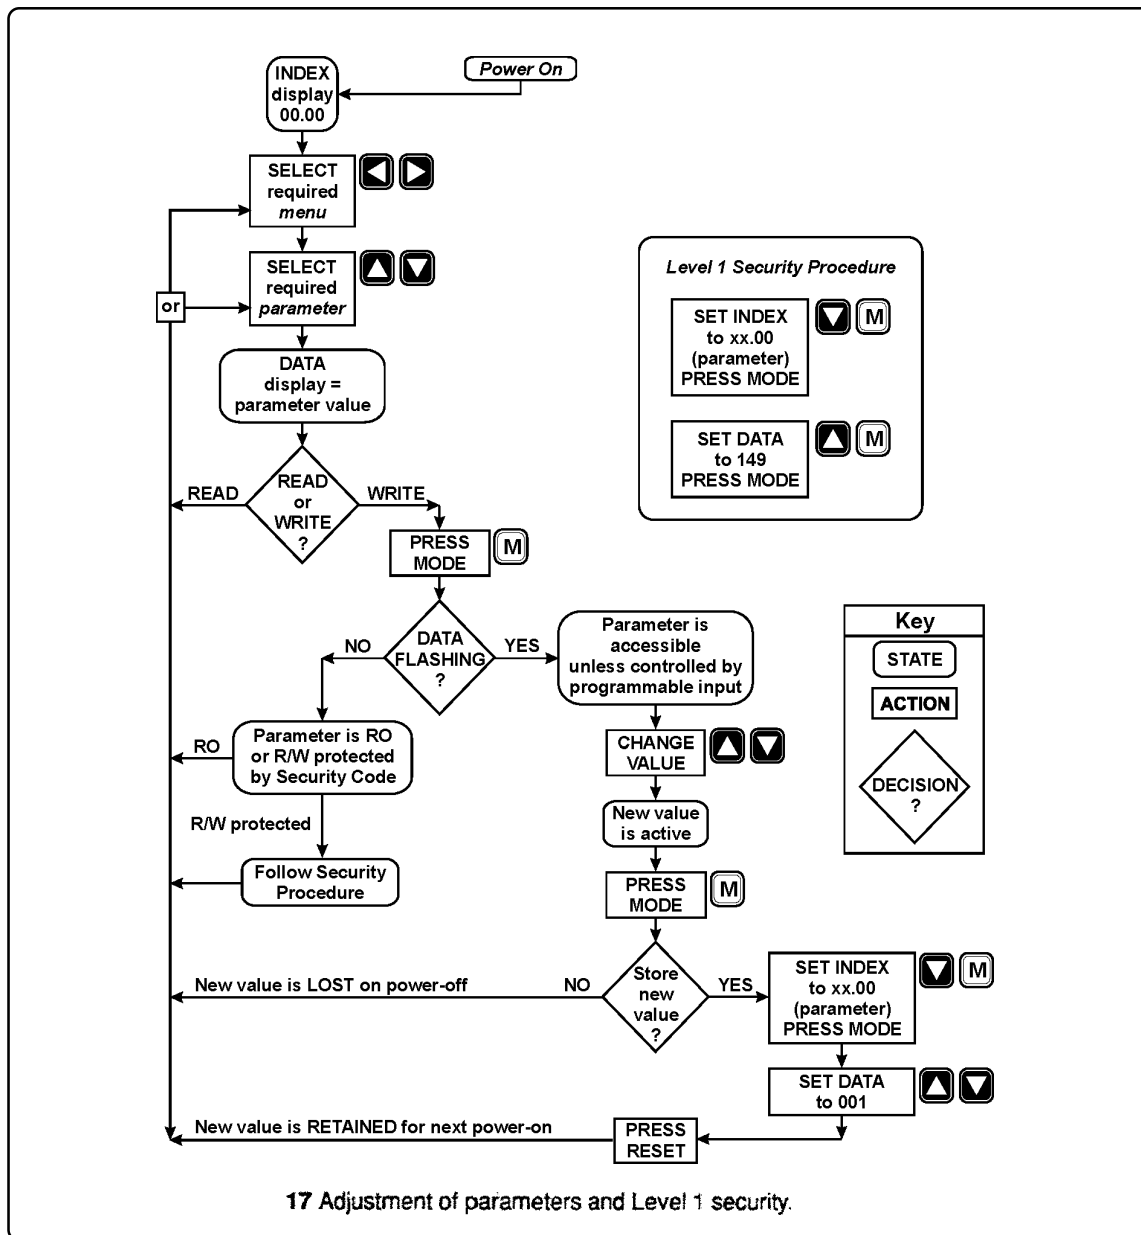 Power On
INDEX
display
00.00
SELECT
required
menu
SELECT
required
parameter
or
DATA
display =
parameter value
READ
or
WRITE
?
READ
WRITE
PRESS
MODE
M
DATA
FLASHING
?
NO
YES
Parameter is
accessible
unless controlled by
programmable input
Parameter is RO
or R/W protected
by Security Code
RO
R/W protected
Follow Security
Procedure
CHANGE
VALUE
New value
is active
PRESS
MODE
M
Store
new
value
?
NO
YES
New value is LOST on power-off
SET INDEX
to xx.00
(parameter)
PRESS MODE
M
SET DATA
to 001
PRESS
RESET
New value is RETAINED for next power-on
Level 1 Security Procedure
SET INDEX
to xx.00
(parameter)
PRESS MODE
M
SET DATA
to 149
PRESS MODE
M
Key
STATE
ACTION
DECISION
?
17 Adjustment of parameters and Level 1 security.